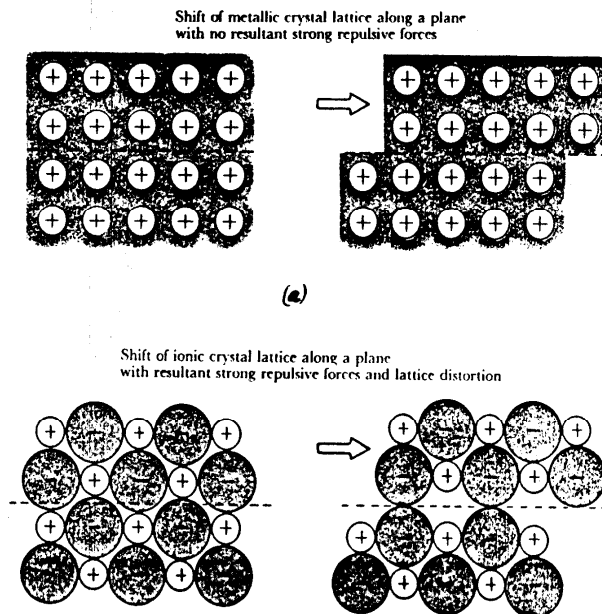 Shift of metallic crystal lattice along a plane
with no resultant strong repulsive forces
+ + + + + + + + + +
+ + + + + + + + + +
+ + + + + + + + + +
+ + + + + + + + + +
(a)
Shift of ionic crystal lattice along a plane
with resultant strong repulsive forces and lattice distortion
+ − + − + + − + − +
− + − + − − + − + −
+ − + − + + − + − +
− + − + − − + − + −